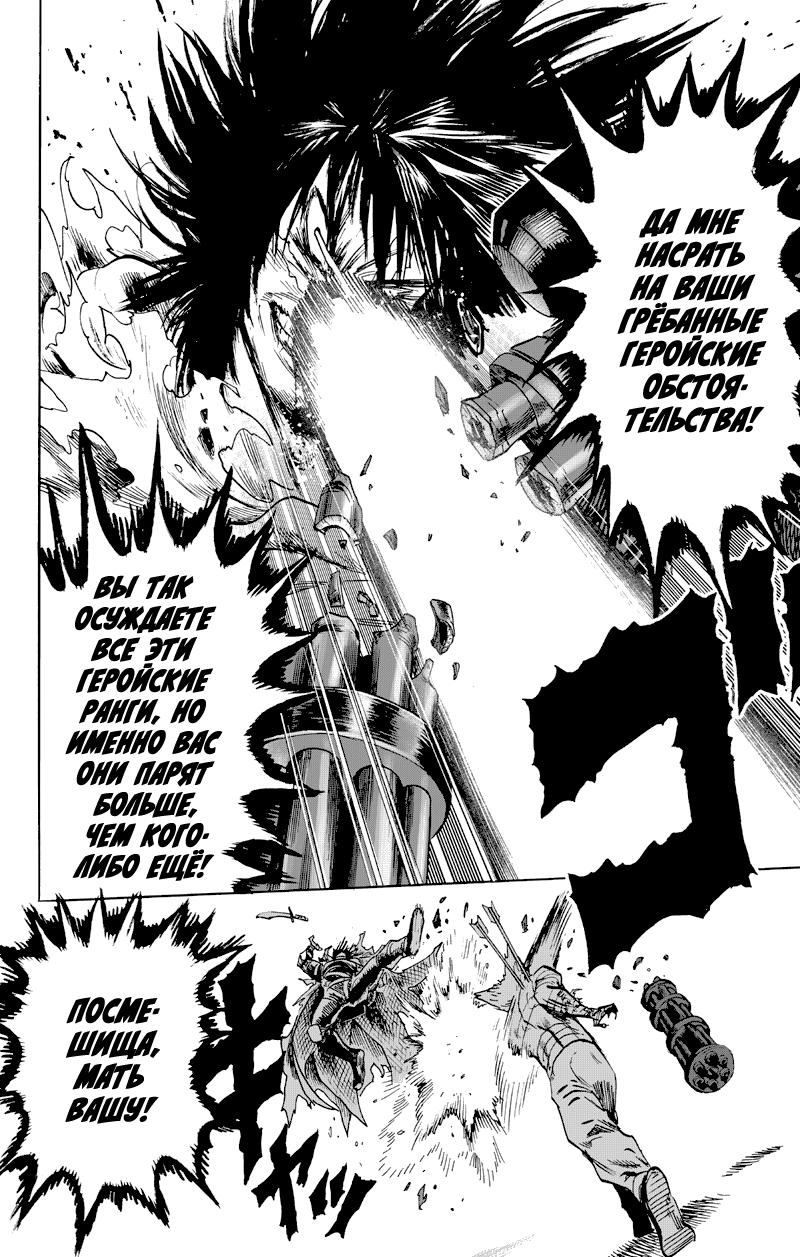 ДА МНЕ
НАСРАТЬ
НА ВАШИ
ГРЁБАННЫЕ
ГЕРОЙСКИЕ
ОБСТОЯ-
ТЕЛЬСТВА!
ВЫ ТАК
ОСУЖДАЕТЕ
ВСЕ ЭТИ
ГЕРОЙСКИЕ
РАНГИ, НО
ИМЕННО ВАС
ОНИ ПАРЯТ
БОЛЬШЕ,
ЧЕМ КОГО-
ЛИБО ЕЩЁ!
ПОСМЕ-
ШИЩА,
МАТЬ
ВАШУ!